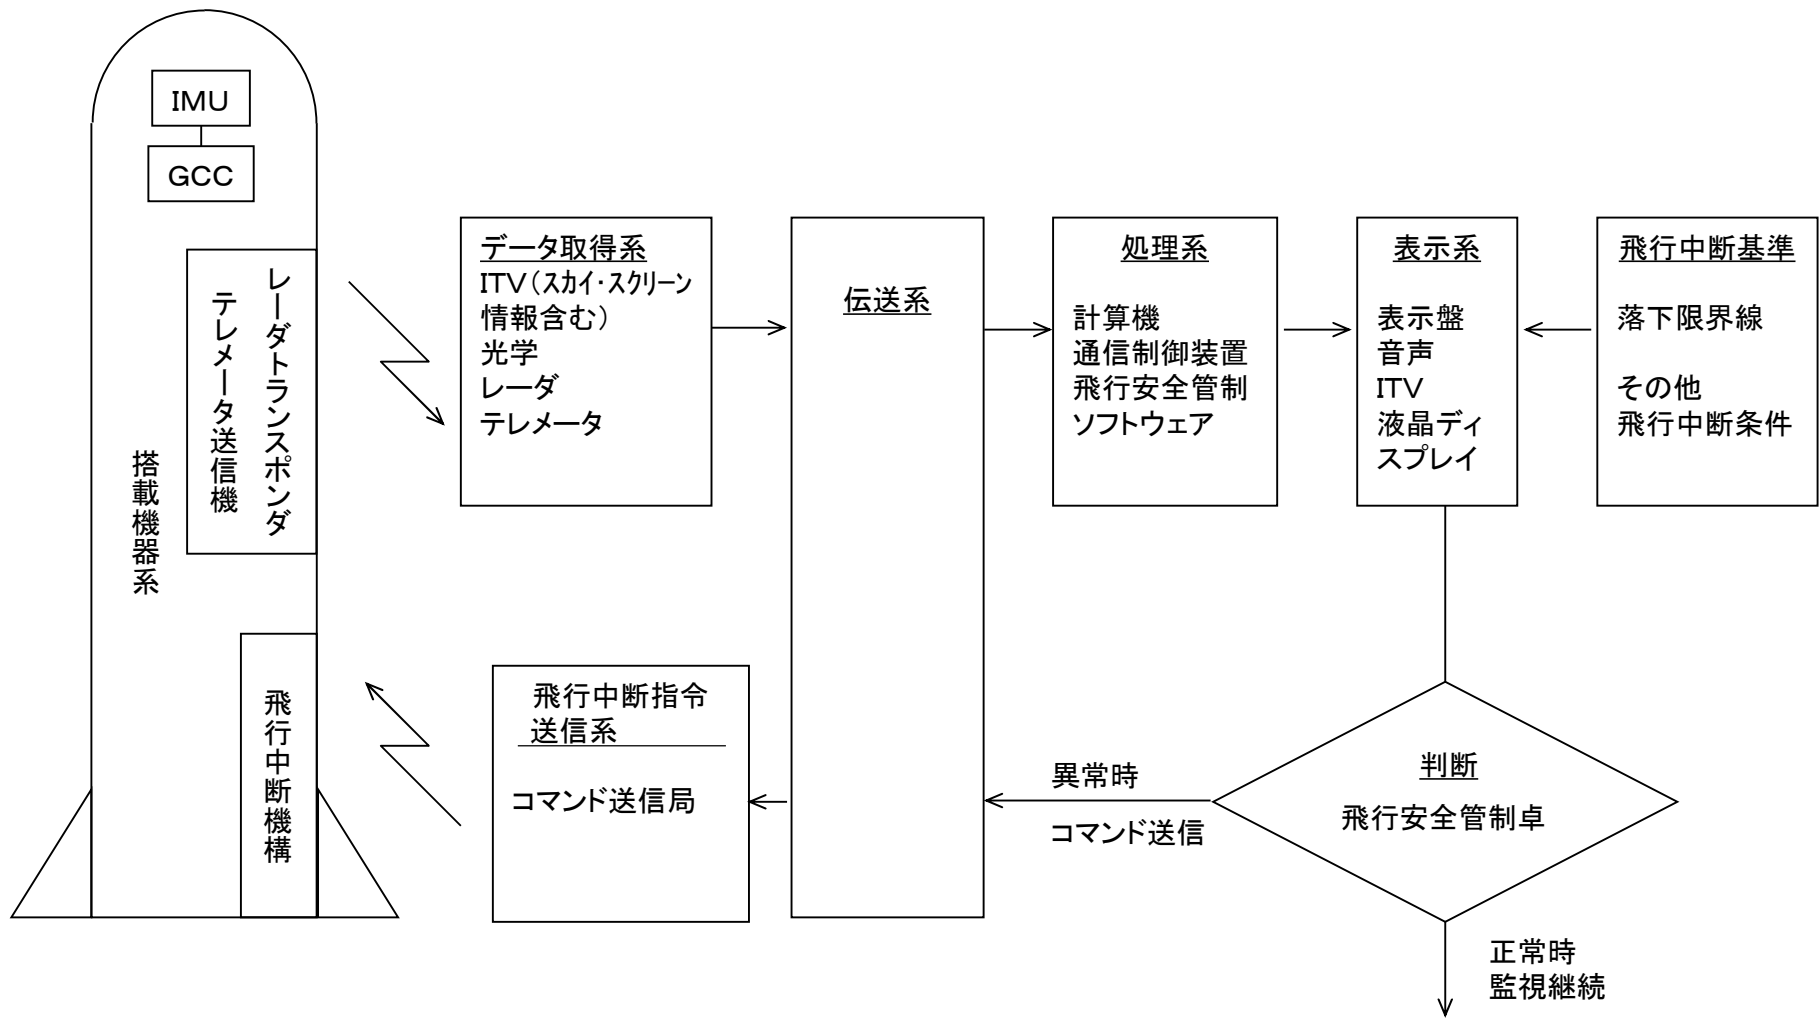 IMU
GCC
レーダトランスポンダ
テレメータ送信機
搭載機器系
飛行中断機構
データ取得系
ITV（スカイ・スクリーン
情報含む）
光学
レーダ
テレメータ
飛行中断指令
送信系
コマンド送信局
伝送系
処理系
計算機
通信制御装置
飛行安全管制
ソフトウェア
表示系
表示盤
音声
ITV
液晶ディ
スプレイ
飛行中断基準
落下限界線
その他
飛行中断条件
異常時
コマンド送信
判断
飛行安全管制卓
正常時
監視継続